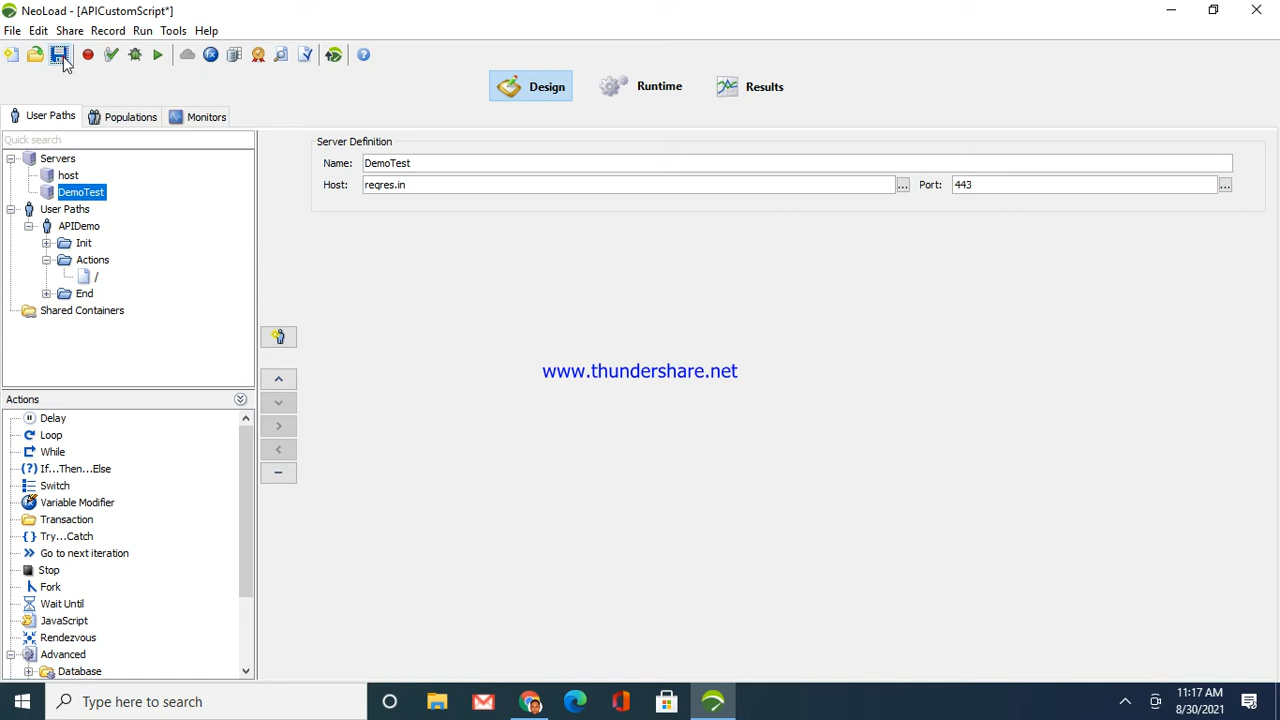 NeoLoad - [APICustomScript*]
File Edit Share Record Run Tools Help
Design Runtime Results
User Paths Populations Monitors
Quick search
Servers
host
DemoTest
User Paths
APIDemo
Init
Actions
/
End
Shared Containers
Server Definition
Name: DemoTest
Host: reqres.in ... Port: 443 ...
www.thundershare.net
Actions
Delay
Loop
While
If...Then...Else
Switch
Variable Modifier
Transaction
Try...Catch
Go to next iteration
Stop
Fork
Wait Until
JavaScript
Rendezvous
Advanced
Database
Type here to search
11:17 AM
8/30/2021